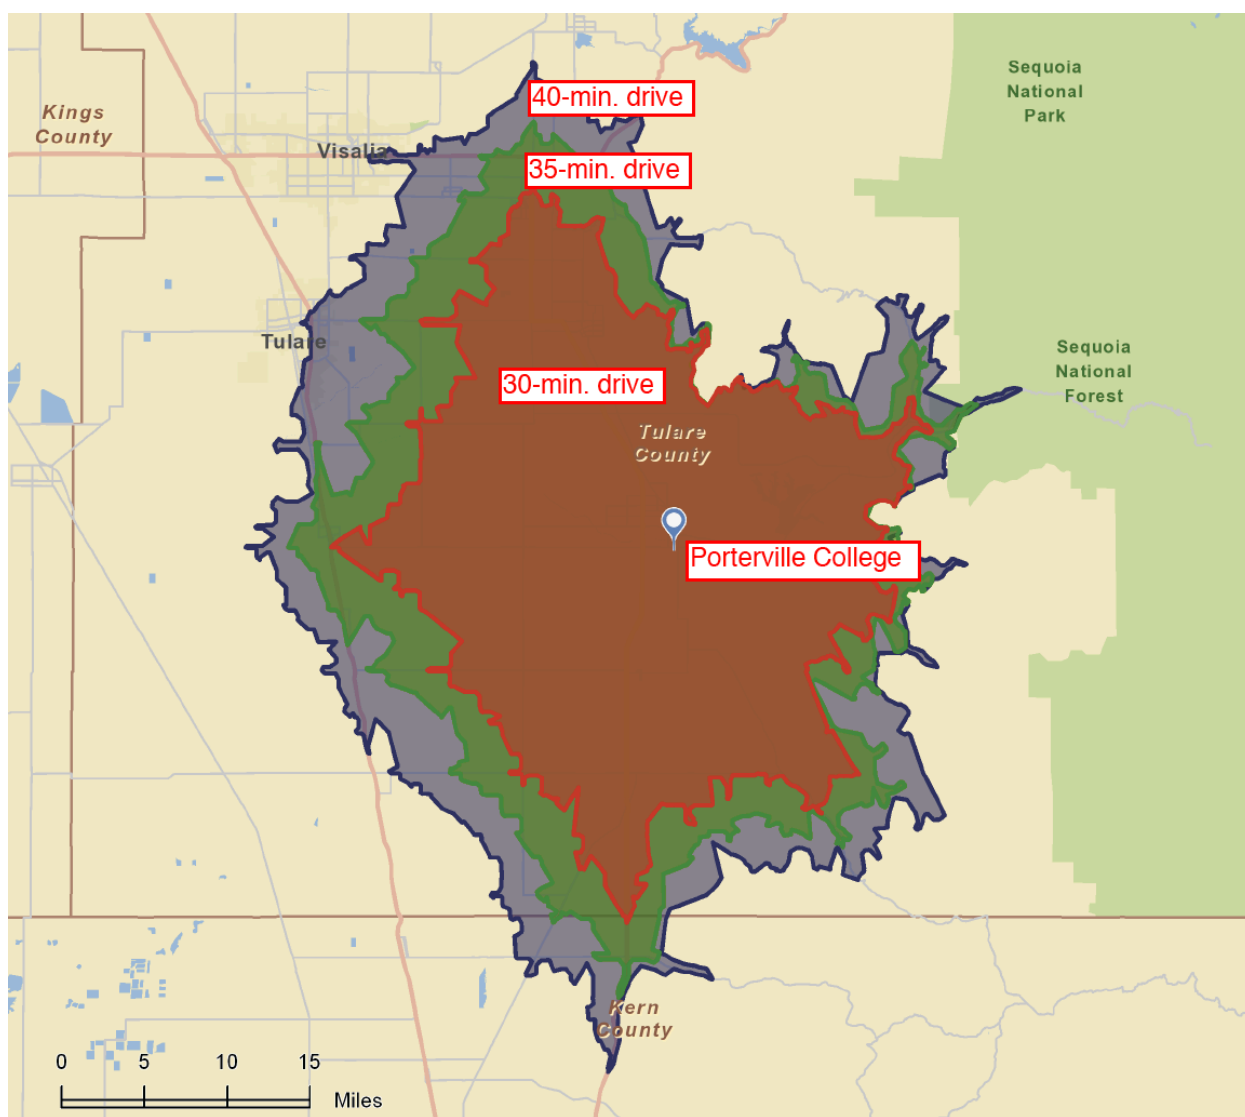 40-min. drive
Sequoia
National
Park
Kings
County
Visalia
35-min. drive
Tulare
Sequoia
National
Forest
30-min. drive
Tulare
County
Porterville College
Kern
County
0 5 10 15
Miles